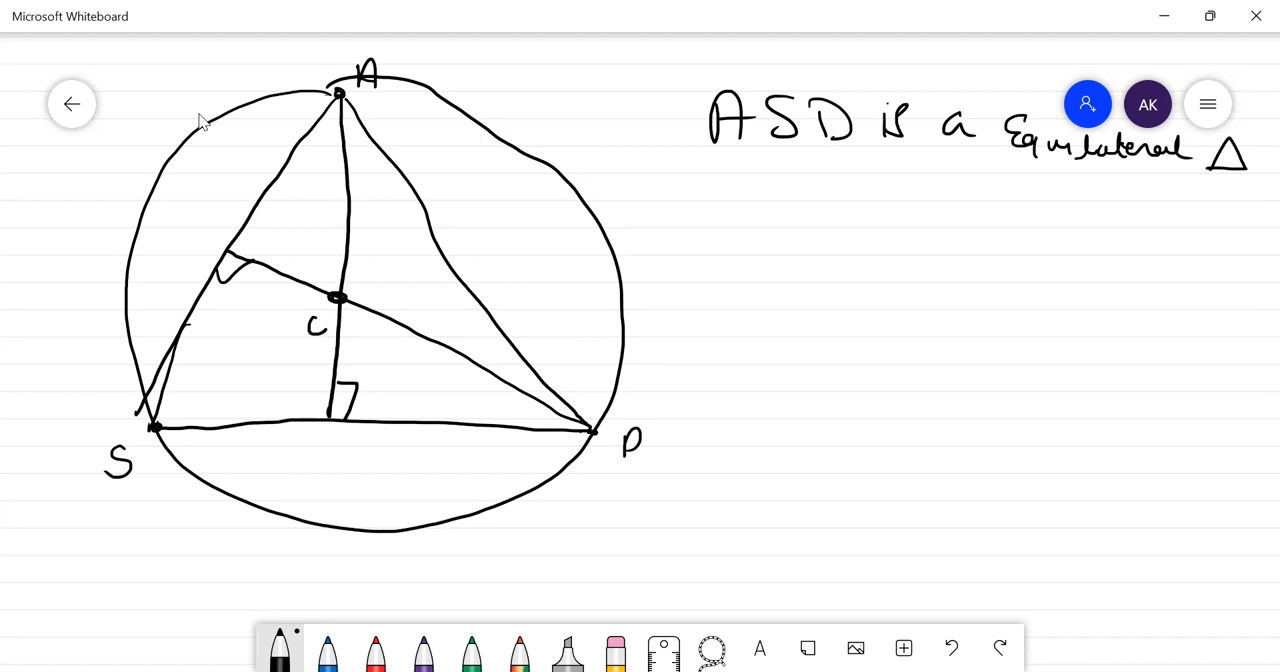 Microsoft Whiteboard
A
ASD is a
Equilateral △
AK
C
S
D
A